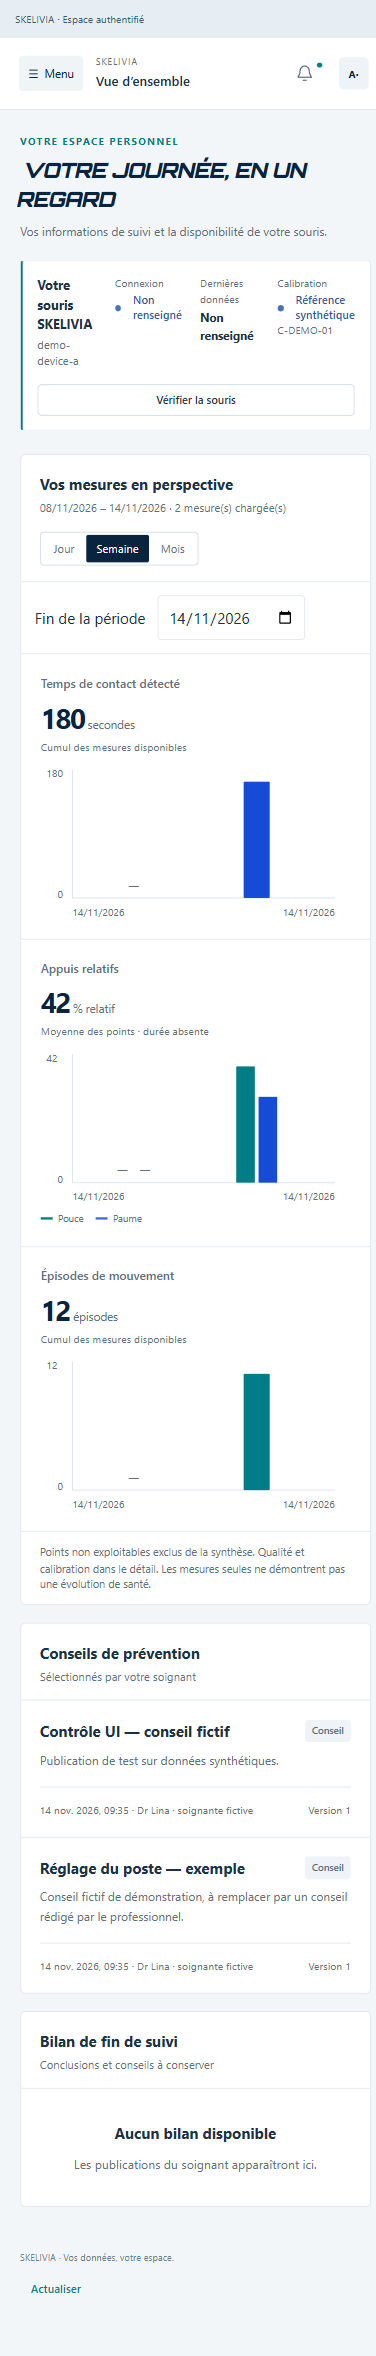 SKELIVIA · Espace authentifié
☰ Menu
SKELIVIA
Vue d’ensemble
A·
VOTRE ESPACE PERSONNEL
VOTRE JOURNÉE, EN UN
REGARD
Vos informations de suivi et la disponibilité de votre souris.
Votre
souris
SKELIVIA
demo-
device-a
Connexion
Non
renseigné
Dernières
données
Non
renseigné
Calibration
Référence
synthétique
C-DEMO-01
Vérifier la souris
Vos mesures en perspective
08/11/2026 – 14/11/2026 · 2 mesure(s) chargée(s)
Jour Semaine Mois
Fin de la période 14/11/2026
Temps de contact détecté
180 secondes
Cumul des mesures disponibles
180
—
0
14/11/2026 14/11/2026
Appuis relatifs
42 % relatif
Moyenne des points · durée absente
42
— —
0
14/11/2026 14/11/2026
Pouce Paume
Épisodes de mouvement
12 épisodes
Cumul des mesures disponibles
12
—
0
14/11/2026 14/11/2026
Points non exploitables exclus de la synthèse. Qualité et
calibration dans le détail. Les mesures seules ne démontrent pas
une évolution de santé.
Conseils de prévention
Sélectionnés par votre soignant
Contrôle UI — conseil fictif Conseil
Publication de test sur données synthétiques.
14 nov. 2026, 09:35 · Dr Lina · soignante fictive Version 1
Réglage du poste — exemple Conseil
Conseil fictif de démonstration, à remplacer par un conseil
rédigé par le professionnel.
14 nov. 2026, 09:35 · Dr Lina · soignante fictive Version 1
Bilan de fin de suivi
Conclusions et conseils à conserver
Aucun bilan disponible
Les publications du soignant apparaîtront ici.
SKELIVIA · Vos données, votre espace.
Actualiser